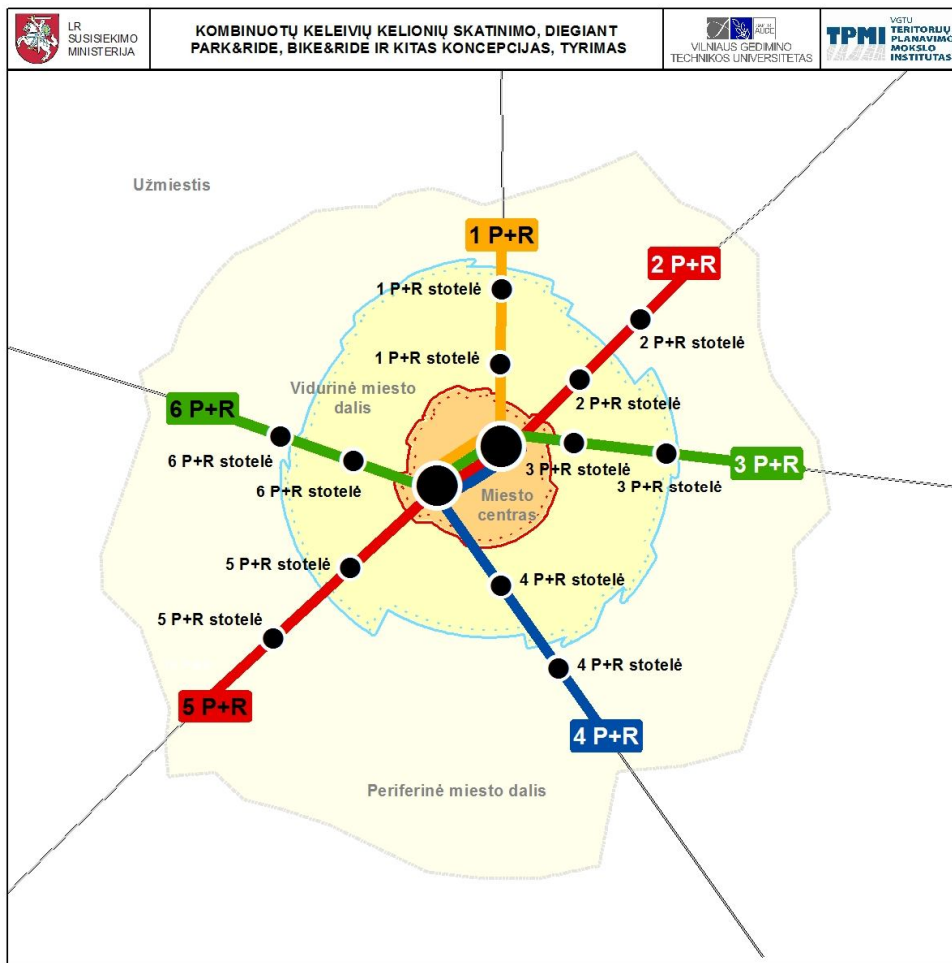 LR
SUSISIEKIMO
MINISTERIJA
KOMBINUOTŲ KELEIVIŲ KELIONIŲ SKATINIMO, DIEGIANT
PARK&RIDE, BIKE&RIDE IR KITAS KONCEPCIJAS, TYRIMAS
VILNIAUS GEDIMINO
TECHNIKOS UNIVERSITETAS
TPMI
VGTU
TERITORIJŲ
PLANAVIMO
MOKSLO
INSTITUTAS
Užmiestis
1 P+R
2 P+R
1 P+R stotelė
2 P+R stotelė
1 P+R stotelė
Vidurinė miesto
dalis
2 P+R stotelė
6 P+R
6 P+R stotelė
3 P+R stotelė
3 P+R
6 P+R stotelė
3 P+R stotelė
Miesto
centras
5 P+R stotelė
4 P+R stotelė
5 P+R stotelė
4 P+R stotelė
5 P+R
4 P+R
Periferinė miesto dalis